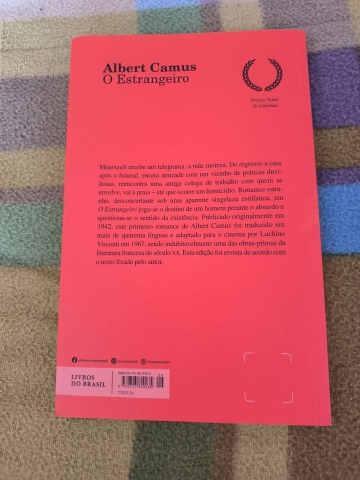 Albert Camus
O Estrangeiro
Prémio Nobel
de Literatura
Meursault recebe um telegrama: a mãe morreu. De regresso a casa
após o funeral, enceta amizade com um vizinho de práticas duvi-
dosas, reencontra uma antiga colega de trabalho com quem se
envolve, vai à praia – até que ocorre um homicídio. Romance estra-
nho, desconcertante sob uma aparente singeleza estilística, em
O Estrangeiro joga-se o destino de um homem perante o absurdo e
questiona-se o sentido da existência. Publicado originalmente em
1942, este primeiro romance de Albert Camus foi traduzido em
mais de quarenta línguas e adaptado para o cinema por Luchino
Visconti em 1967, sendo indubitavelmente uma das obras-primas da
literatura francesa do século XX. Esta edição foi revista de acordo com
o texto fixado pelo autor.
LIVROS
DO BRASIL